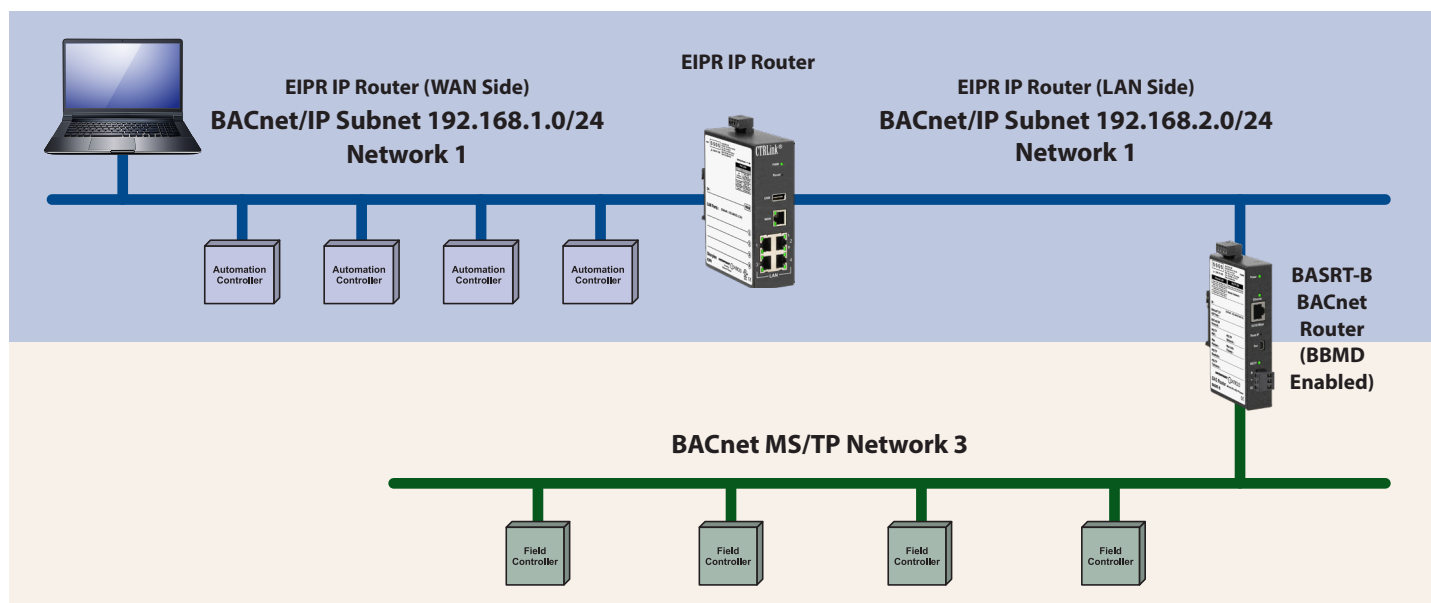 EIPR IP Router
EIPR IP Router (WAN Side)
BACnet/IP Subnet 192.168.1.0/24
Network 1
EIPR IP Router (LAN Side)
BACnet/IP Subnet 192.168.2.0/24
Network 1
CTRLink®
LAN
Automation
Controller
Automation
Controller
Automation
Controller
Automation
Controller
BASRT-B
BACnet
Router
(BBMD
Enabled)
BACnet MS/TP Network 3
Field
Controller
Field
Controller
Field
Controller
Field
Controller